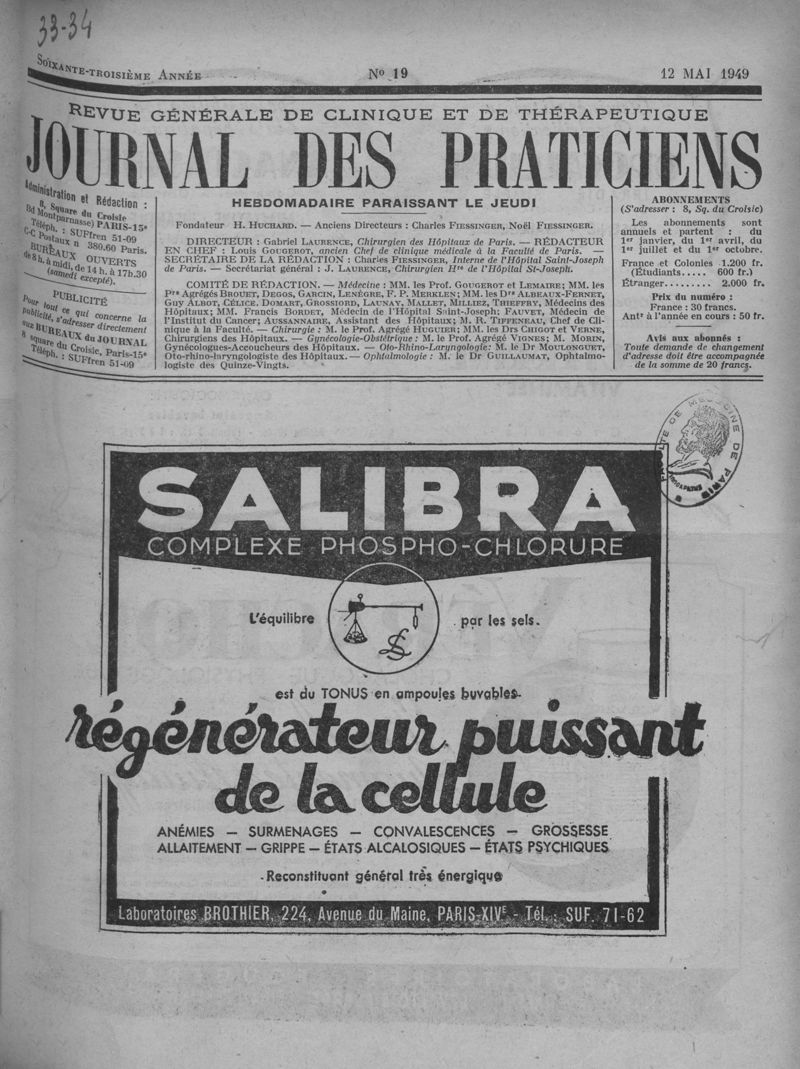 33-34
SOIXANTE-TROISIÈME ANNÉE
No 19
12 MAI 1949
REVUE GÉNÉRALE DE CLINIQUE ET DE THÉRAPEUTIQUE
JOURNAL DES PRATICIENS
Administration et Rédaction :
8, Square du Croisic
Bd Montparnasse) PARIS-15e
Téléph. : SUFfren 51-09
C-C Postaux n 389.60 Paris.
BUREAUX OUVERTS
de 8 h. à midi, de 14 h. à 17 h.30
(samedi excepté).
PUBLICITÉ
Pour tout ce qui concerne la
publicité, s'adresser directement
aux BUREAUX du JOURNAL
8 square du Croisic, Paris-15e
Téléph. : SUFfren 51-09
HEBDOMADAIRE PARAISSANT LE JEUDI
Fondateur H. HUCHARD. — Anciens Directeurs : Charles FIESSINGER, Noël FIESSINGER.
DIRECTEUR : Gabriel LAURENCE, Chirurgien des Hôpitaux de Paris. — RÉDACTEUR
EN CHEF : Louis GOUGEROT, ancien Chef de clinique médicale à la Faculté de Paris. —
SECRÉTAIRE DE LA RÉDACTION : Charles FIESSINGER, Interne de l'Hôpital Saint-Joseph
de Paris. — Secrétariat général : J. LAURENCE, Chirurgien Hre de l'Hôpital St-Joseph.
COMITÉ DE RÉDACTION. — Médecine : MM. les Prof. GOUGEROT et LEMAIRE; MM. les
Prs Agrégés BROUET, DEGOS, GARCIN, LENÈGRE, F. P. MERKLEN; MM. les Drs ALBEAUX-FERNET,
Guy ALBOT, CÉLICE, DOMART, GROSSIORD, LAUNAY, MALLET, MILLIEZ, THIEFFRY, Médecins des
Hôpitaux; MM. Francis BORDET, Médecin de l'Hôpital Saint-Joseph; FAUVET, Médecin de
l'Institut du Cancer; AUSSANNAIRE, Assistant des Hôpitaux; M. R. TIFFENEAU, Chef de Cli-
nique à la Faculté. — Chirurgie : M. le Prof. Agrégé HUGUIER; MM. les Drs CHIGOT et VERNE,
Chirurgiens des Hôpitaux. — Gynécologie-Obstétrique : M. le Prof. Agrégé VIGNES; M. MORIN,
Gynécologues-Accoucheurs des Hôpitaux. — Oto-Rhino-Laryngologie: M. le Dr MOULONGUET,
Oto-rhino-laryngologiste des Hôpitaux. — Ophtalmologie : M. le Dr GUILLAUMAT, Ophtalmo-
logiste des Quinze-Vingts.
ABONNEMENTS
(S'adresser : 8, Sq. du Croisic)
Les abonnements sont
annuels et partent : du
1er janvier, du 1er avril, du
1er juillet et du 1er octobre.
France et Colonies 1.200 fr.
(Étudiants..... 600 fr.)
Étranger......... 2.000 fr.
Prix du numéro :
France : 30 francs.
Antr à l'année en cours : 50 fr.
Avis aux abonnés :
Toute demande de changement
d'adresse doit être accompagnée
de la somme de 20 francs.
FACULTÉ DE MÉDECINE DE PARIS
SALIBRA
COMPLEXE PHOSPHO-CHLORURE
L'équilibre
par les sels.
est du TONUS en ampoules buvables.
régénérateur puissant
de la cellule
ANÉMIES — SURMENAGES — CONVALESCENCES — GROSSESSE
ALLAITEMENT — GRIPPE — ÉTATS ALCALOSIQUES — ÉTATS PSYCHIQUES
Reconstituant général très énergique
Laboratoires BROTHIER, 224, Avenue du Maine, PARIS-XIVE - Tél. : SUF. 71-62